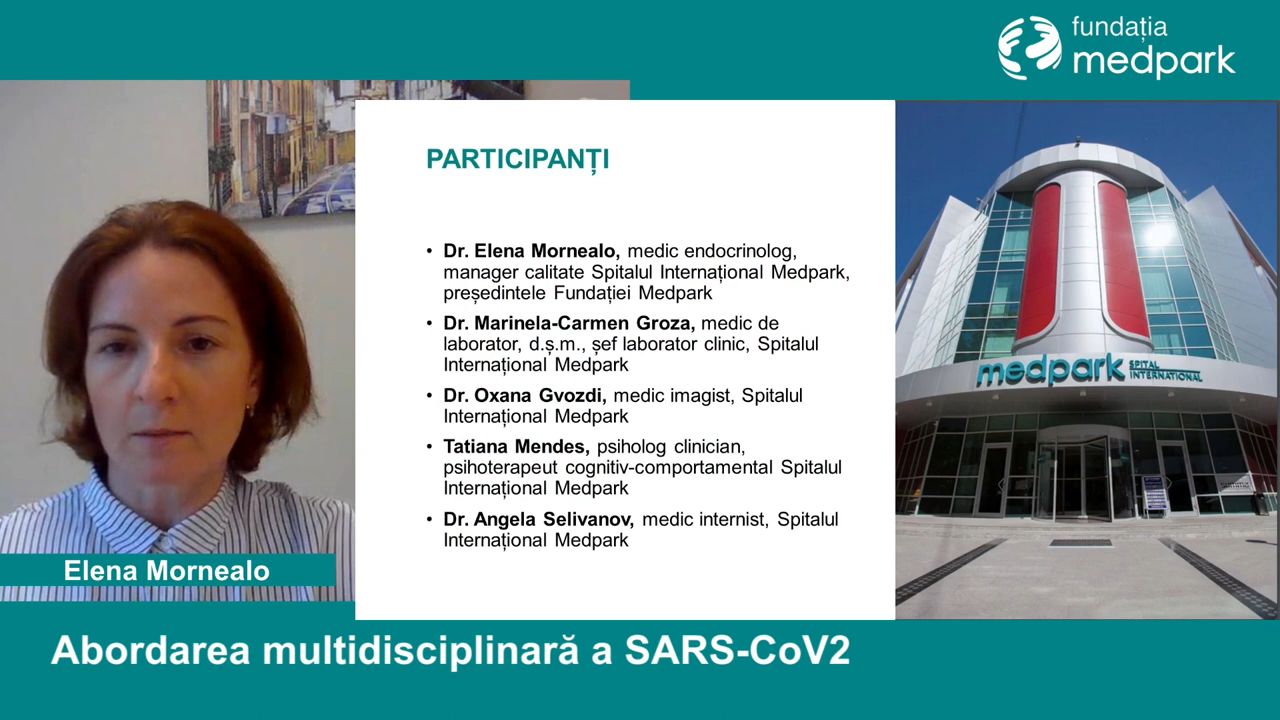 fundația
medpark
PARTICIPANȚI
• Dr. Elena Mornealo, medic endocrinolog,
manager calitate Spitalul Internațional Medpark,
președintele Fundației Medpark
• Dr. Marinela-Carmen Groza, medic de
laborator, d.ș.m., șef laborator clinic, Spitalul
Internațional Medpark
• Dr. Oxana Gvozdi, medic imagist, Spitalul
Internațional Medpark
• Tatiana Mendes, psiholog clinician,
psihoterapeut cognitiv-comportamental Spitalul
Internațional Medpark
• Dr. Angela Selivanov, medic internist, Spitalul
Internațional Medpark
medpark SPITAL
INTERNATIONAL
Elena Mornealo
Abordarea multidisciplinară a SARS-CoV2